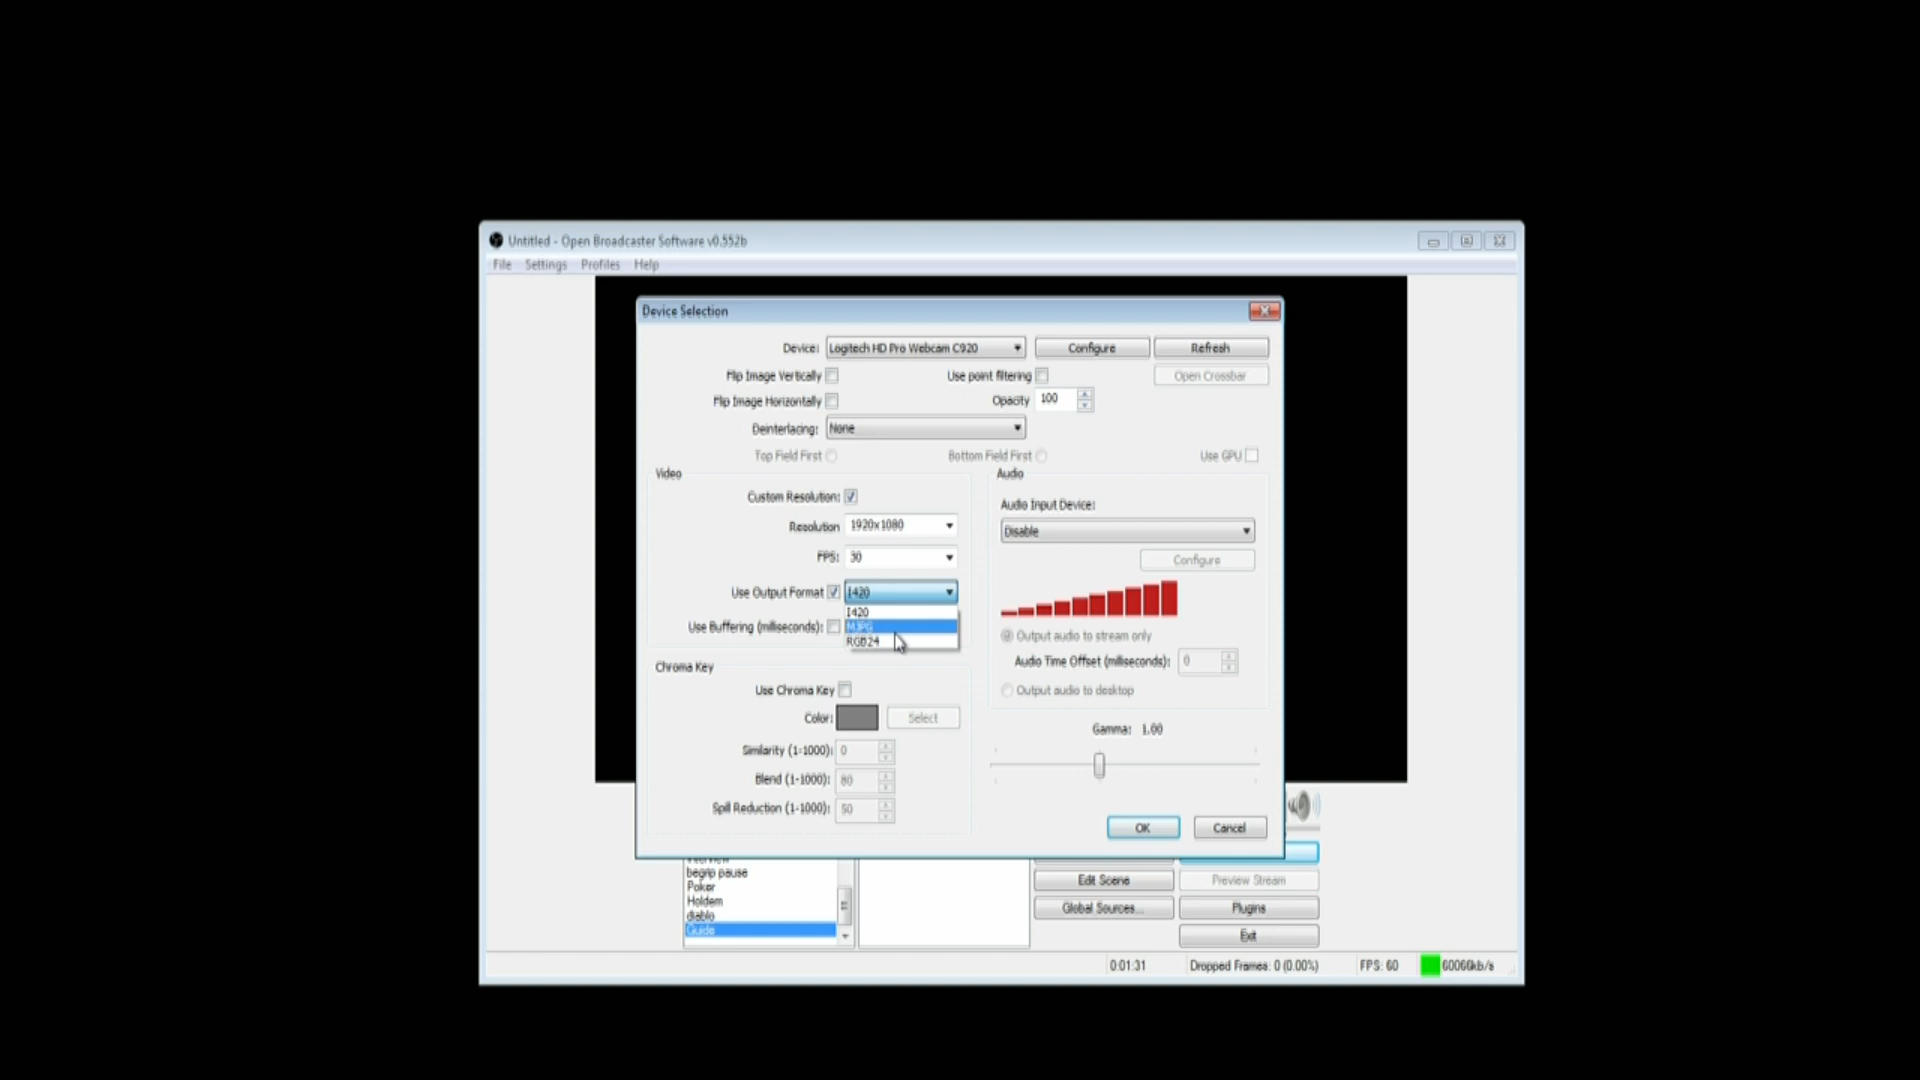 Untitled - Open Broadcaster Software v0.552b
File Settings Profiles Help
Device Selection
Device: Logitech HD Pro Webcam C920 Configure Refresh
Flip Image Vertically Use point filtering Open Crossbar
Flip Image Horizontally Opacity 100
Deinterlacing: None
Top Field First Bottom Field First Use GPU
Video
Custom Resolution:
Resolution 1920x1080
FPS: 30
Use Output Format I420
I420
MJPG
RGB24
Use Buffering (milliseconds):
Audio
Audio Input Device:
Disable
Configure
Output audio to stream only
Audio Time Offset (milliseconds): 0
Output audio to desktop
Gamma: 1.00
Chroma Key
Use Chroma Key
Color: Select
Similarity (1-1000): 0
Blend (1-1000): 80
Spill Reduction (1-1000): 50
OK Cancel
begrip pause
Poker
Holdem
diablo
Guide
Edit Scene Preview Stream
Global Sources... Plugins
Exit
0:01:31 Dropped Frames: 0 (0.00%) FPS: 60 60066kb/s